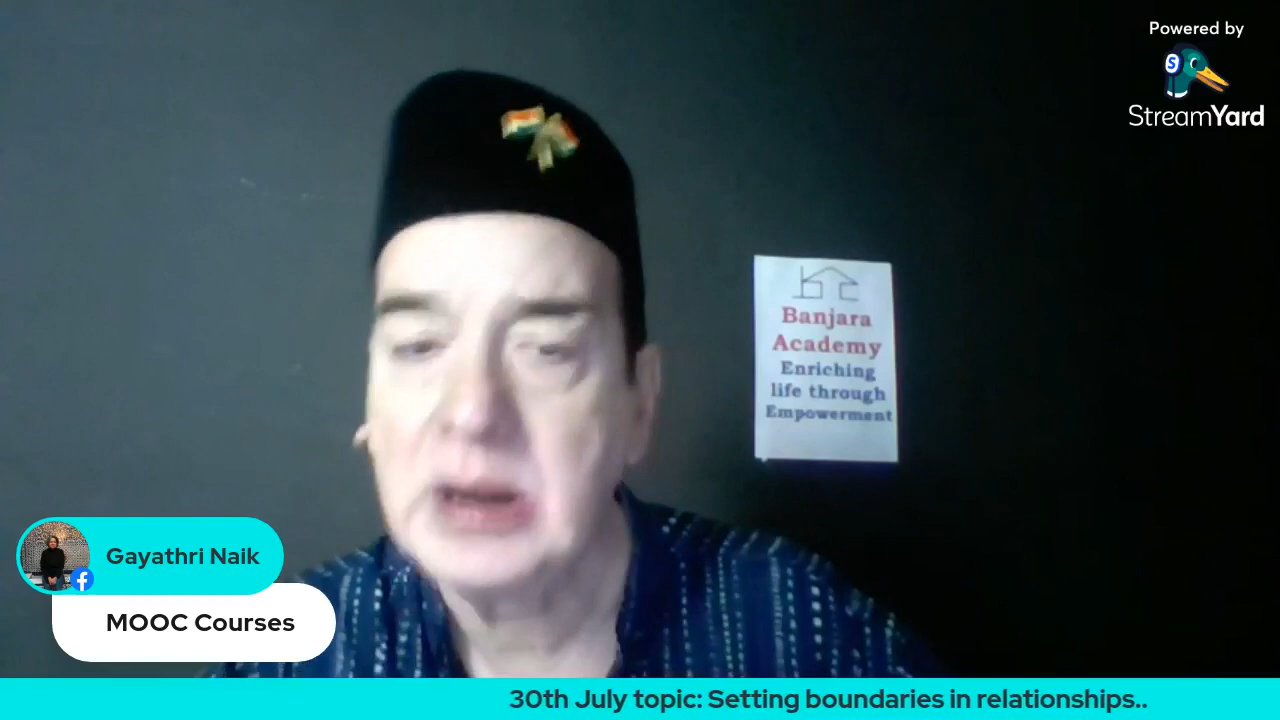 Powered by
StreamYard
Banjara
Academy
Enriching
life through
Empowerment
Gayathri Naik
MOOC Courses
30th July topic: Setting boundaries in relationships..